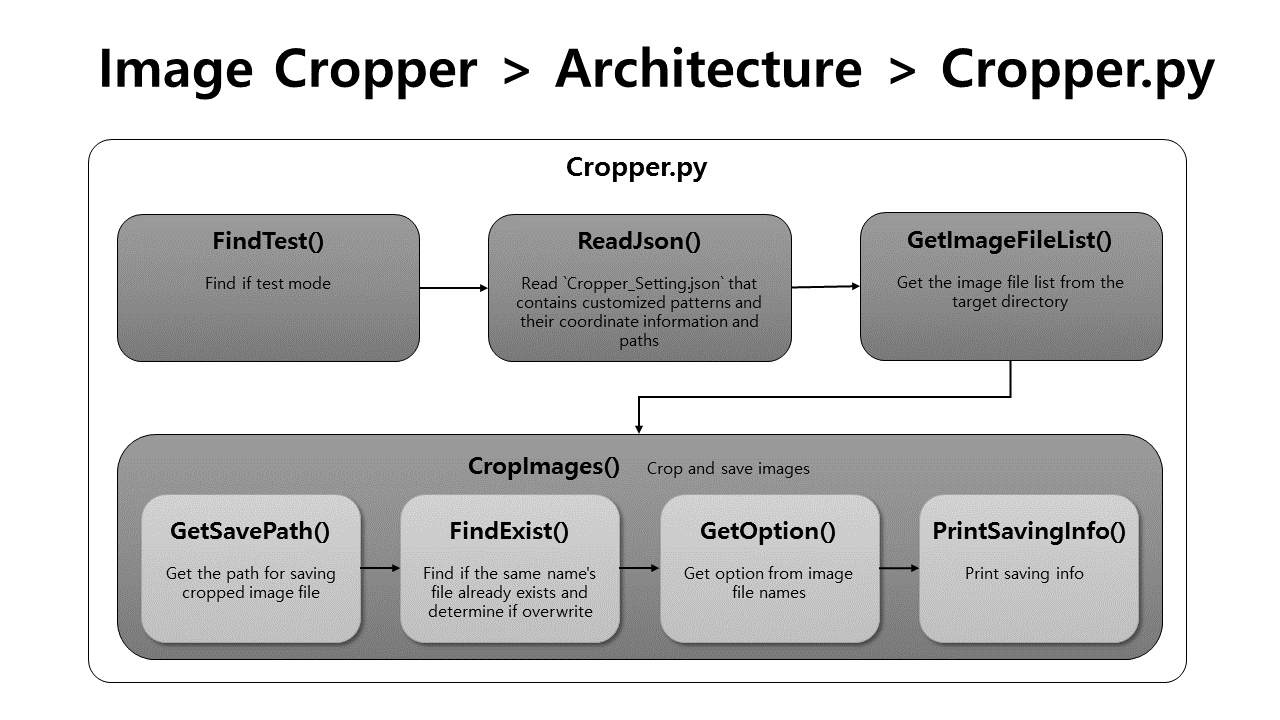 Image Cropper > Architecture > Cropper.py
Cropper.py
FindTest()
Find if test mode
ReadJson()
Read `Cropper_Setting.json` that
contains customized patterns and
their coordinate information and
paths
GetImageFileList()
Get the image file list from the
target directory
CropImages() Crop and save images
GetSavePath()
Get the path for saving
cropped image file
FindExist()
Find if the same name's
file already exists and
determine if overwrite
GetOption()
Get option from image
file names
PrintSavingInfo()
Print saving info